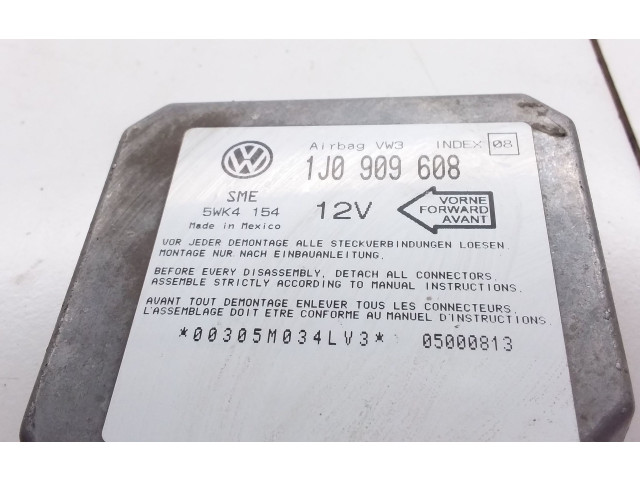 Airbag VW3 INDEX 08
1J0 909 608
SME
5WK4 154
Made in Mexico
12V
VORNE
FORWARD
AVANT
VOR JEDER DEMONTAGE ALLE STECKVERBINDUNGEN LOESEN.
MONTAGE NUR NACH EINBAUANLEITUNG.
BEFORE EVERY DISASSEMBLY, DETACH ALL CONNECTORS.
ASSEMBLE STRICTLY ACCORDING TO MANUAL INSTRUCTIONS.
AVANT TOUT DEMONTAGE ENLEVER TOUS LES CONNECTEURS.
L'ASSEMBLAGE DOIT ETRE CONFORME AU MANUEL D'INSTRUCTIONS.
*00305M034LV3* 05000813